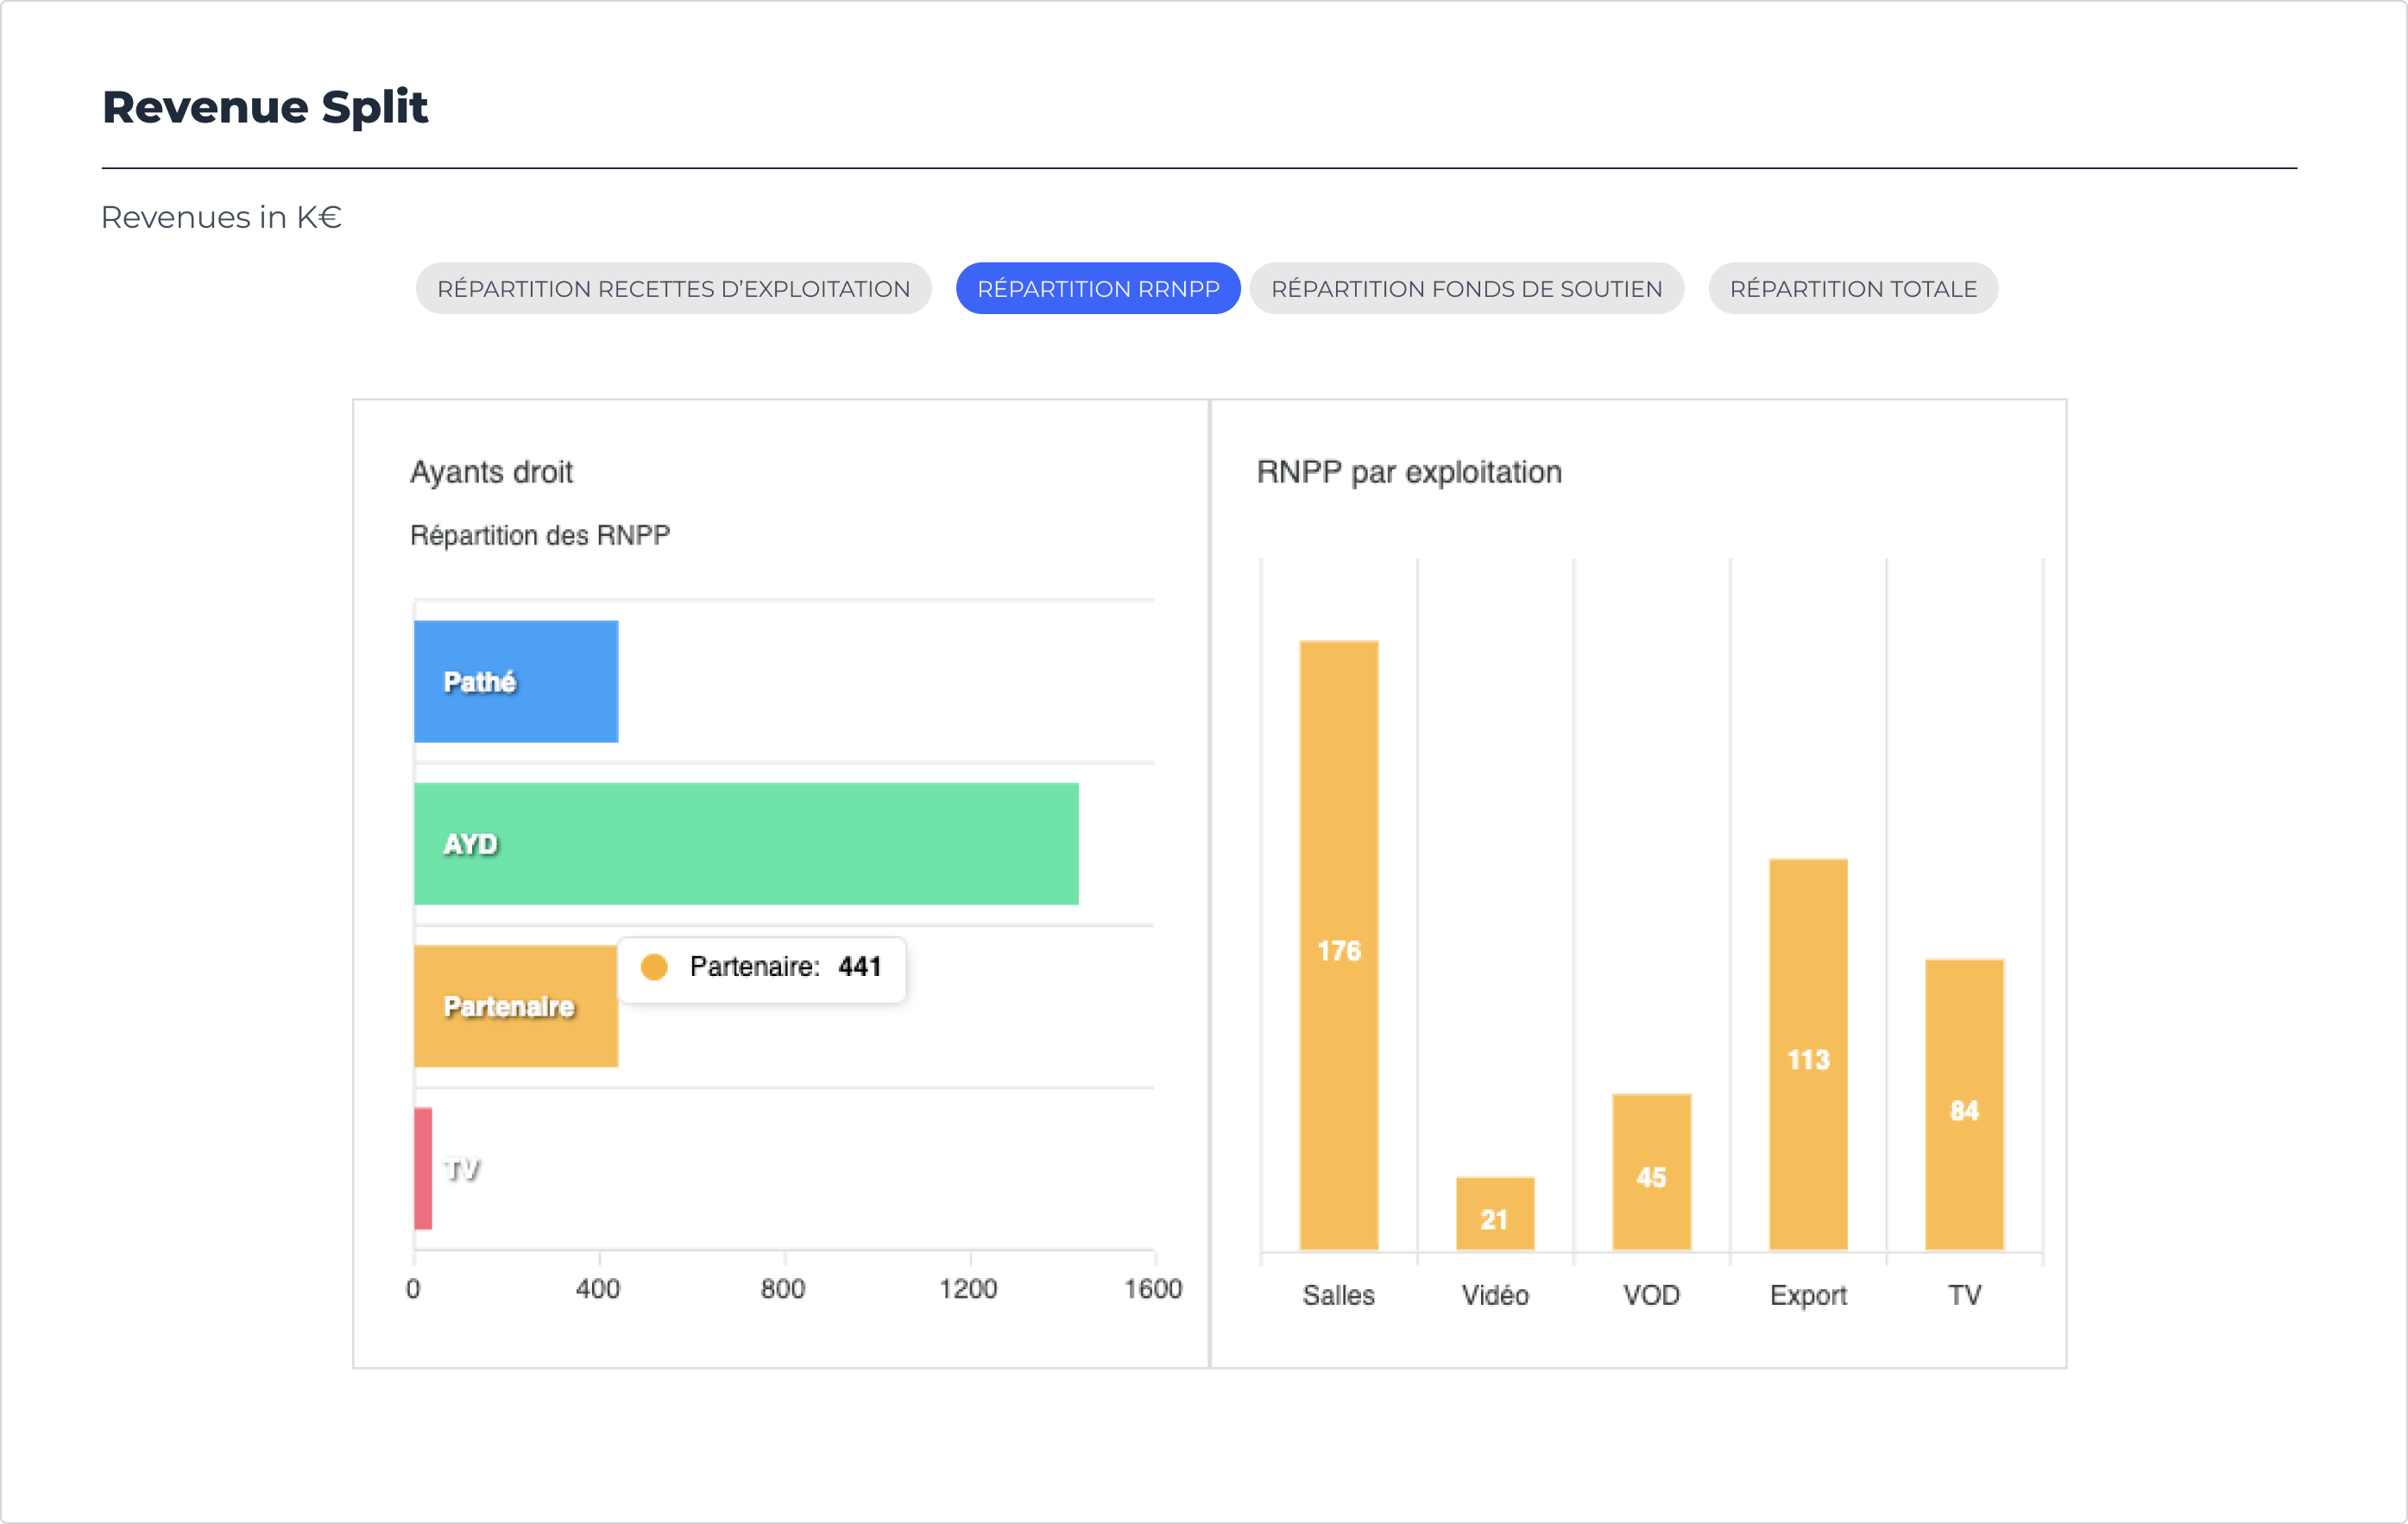 Revenue Split
Revenues in K€
RÉPARTITION RECETTES D’EXPLOITATION
RÉPARTITION RRNPP
RÉPARTITION FONDS DE SOUTIEN
RÉPARTITION TOTALE
Ayants droit
Répartition des RNPP
Pathé
AYD
Partenaire
Partenaire: 441
TV
0 400 800 1200 1600
RNPP par exploitation
176
21
45
113
84
Salles Vidéo VOD Export TV